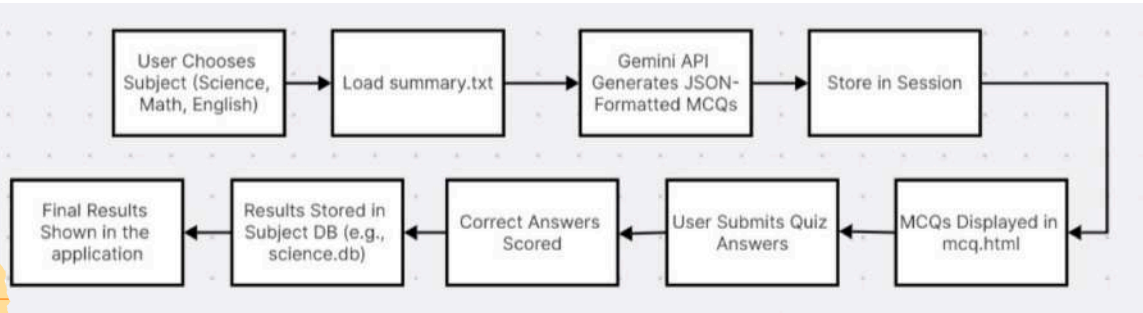 User Chooses
Subject (Science,
Math, English)
Load summary.txt
Gemini API
Generates JSON-
Formatted MCQs
Store in Session
MCQs Displayed in
mcq.html
User Submits Quiz
Answers
Correct Answers
Scored
Results Stored in
Subject DB (e.g.,
science.db)
Final Results
Shown in the
application